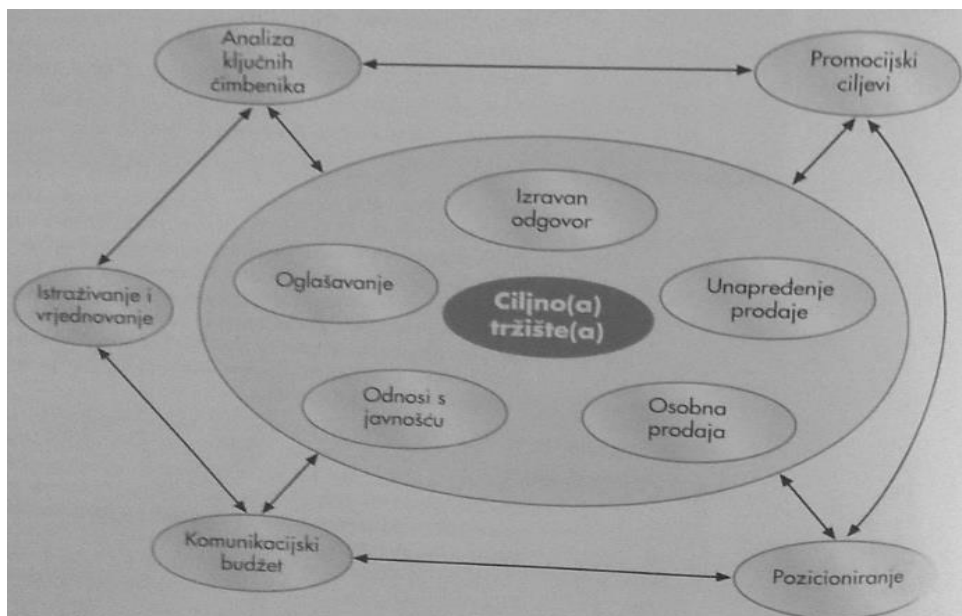 Analiza
ključnih
čimbenika
Promocijski
ciljevi
Izravan
odgovor
Oglašavanje
Unapređenje
prodaje
Ciljno(a)
tržište(a)
Istraživanje i
vrjednovanje
Odnosi s
javnošću
Osobna
prodaja
Komunikacijski
budžet
Pozicioniranje